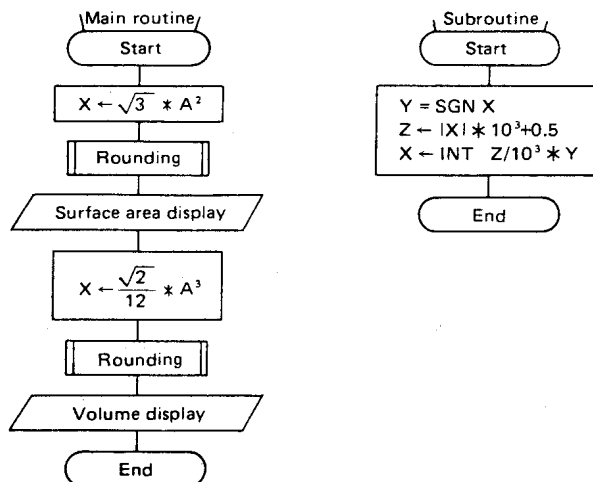 Main routine
Start
X ← √3 * A²
Rounding
Surface area display
X ← √2/12 * A³
Rounding
Volume display
End
Subroutine
Start
Y = SGN X
Z ← |X| * 10³+0.5
X ← INT Z/10³ * Y
End